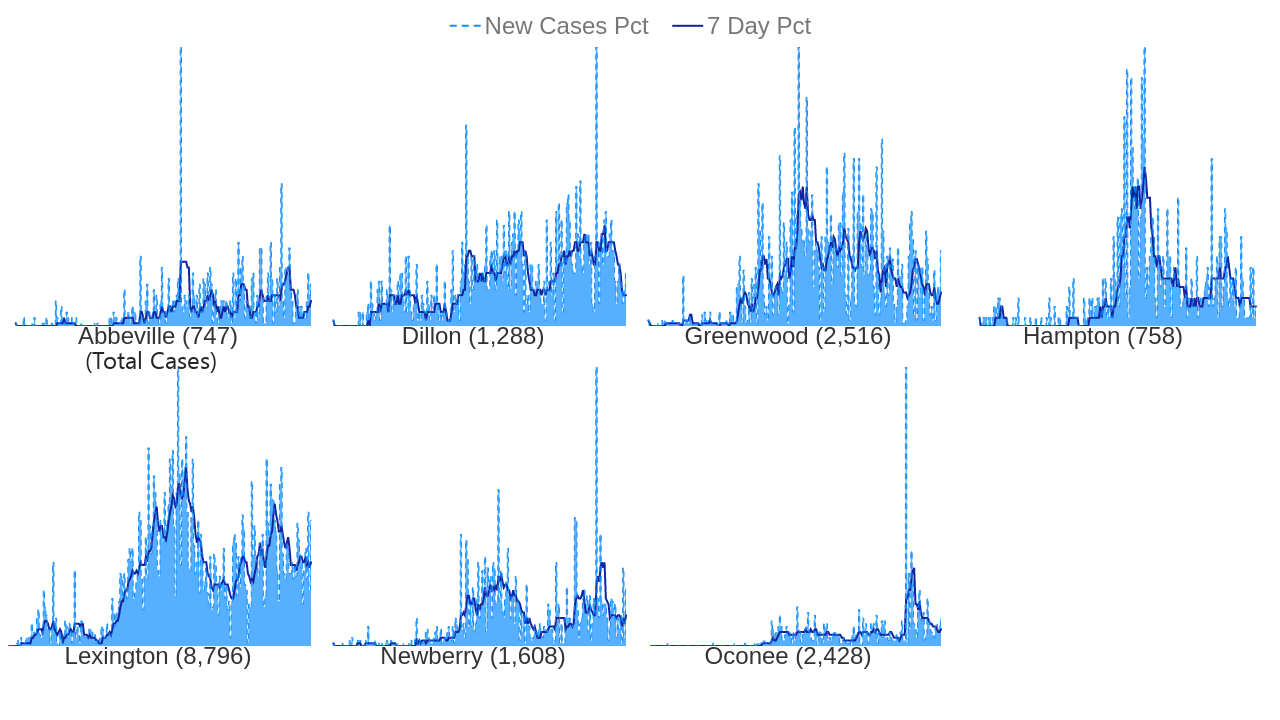 New Cases Pct 7 Day Pct
Abbeville (747) Dillon (1,288) Greenwood (2,516) Hampton (758)
(Total Cases)
Lexington (8,796) Newberry (1,608) Oconee (2,428)